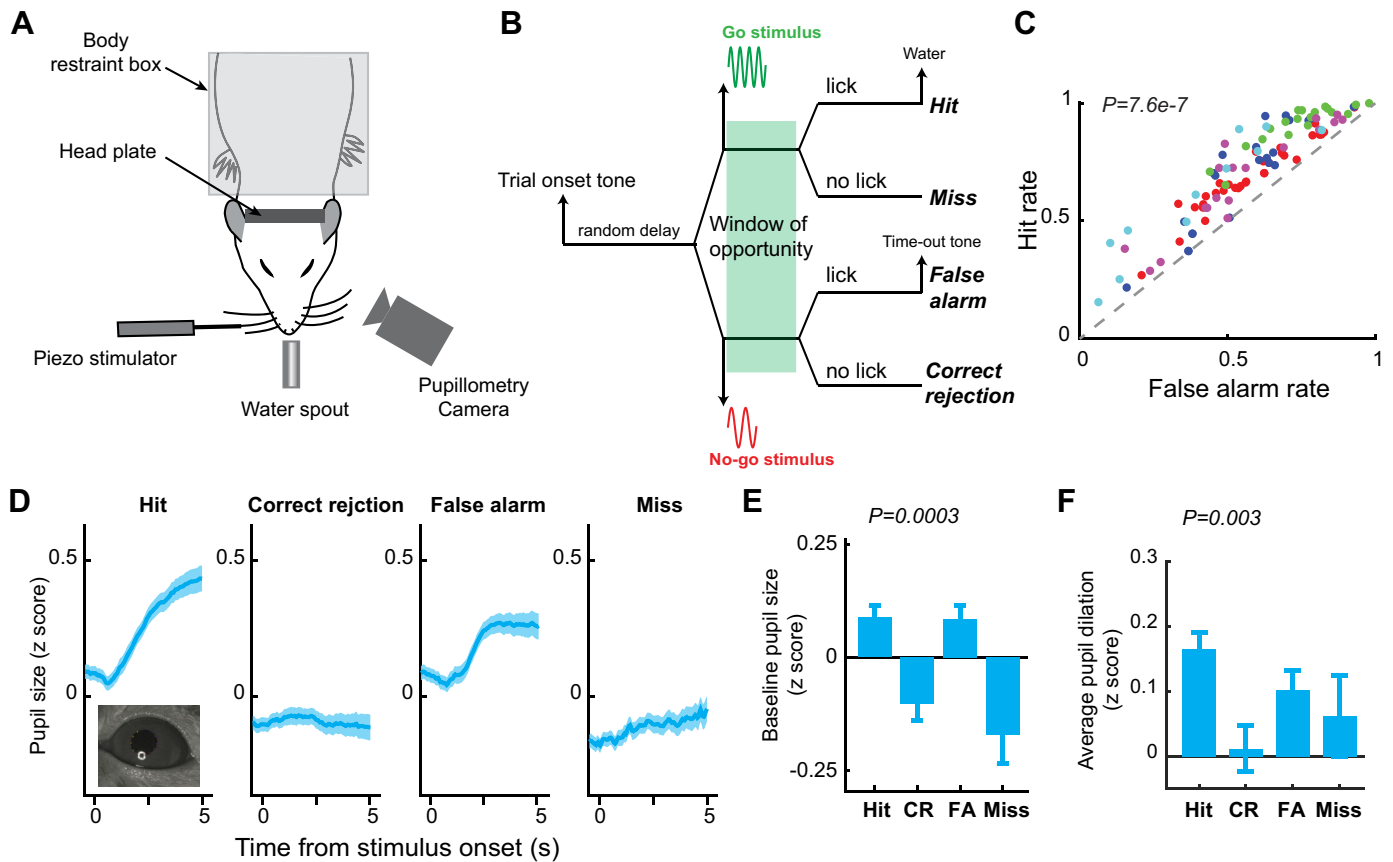 A
Body
restraint box
Head plate
Piezo stimulator
Water spout
Pupillometry
Camera
B
Go stimulus
Trial onset tone
random delay
Window of
opportunity
lick
Water
Hit
no lick
Miss
Time-out tone
lick
False
alarm
no lick
Correct
rejection
No-go stimulus
C
P=7.6e-7
Hit rate
1
0.5
0
0
0.5
1
False alarm rate
D
Hit
Correct rejction
False alarm
Miss
Pupil size (z score)
0.5
0
0.5
0
0.5
0
0.5
0
0
5
0
5
0
5
0
5
Time from stimulus onset (s)
E
P=0.0003
Baseline pupil size
(z score)
0.25
0
-0.25
Hit
CR
FA
Miss
F
P=0.003
Average pupil dilation
(z score)
0.3
0.2
0.1
0
Hit
CR
FA
Miss